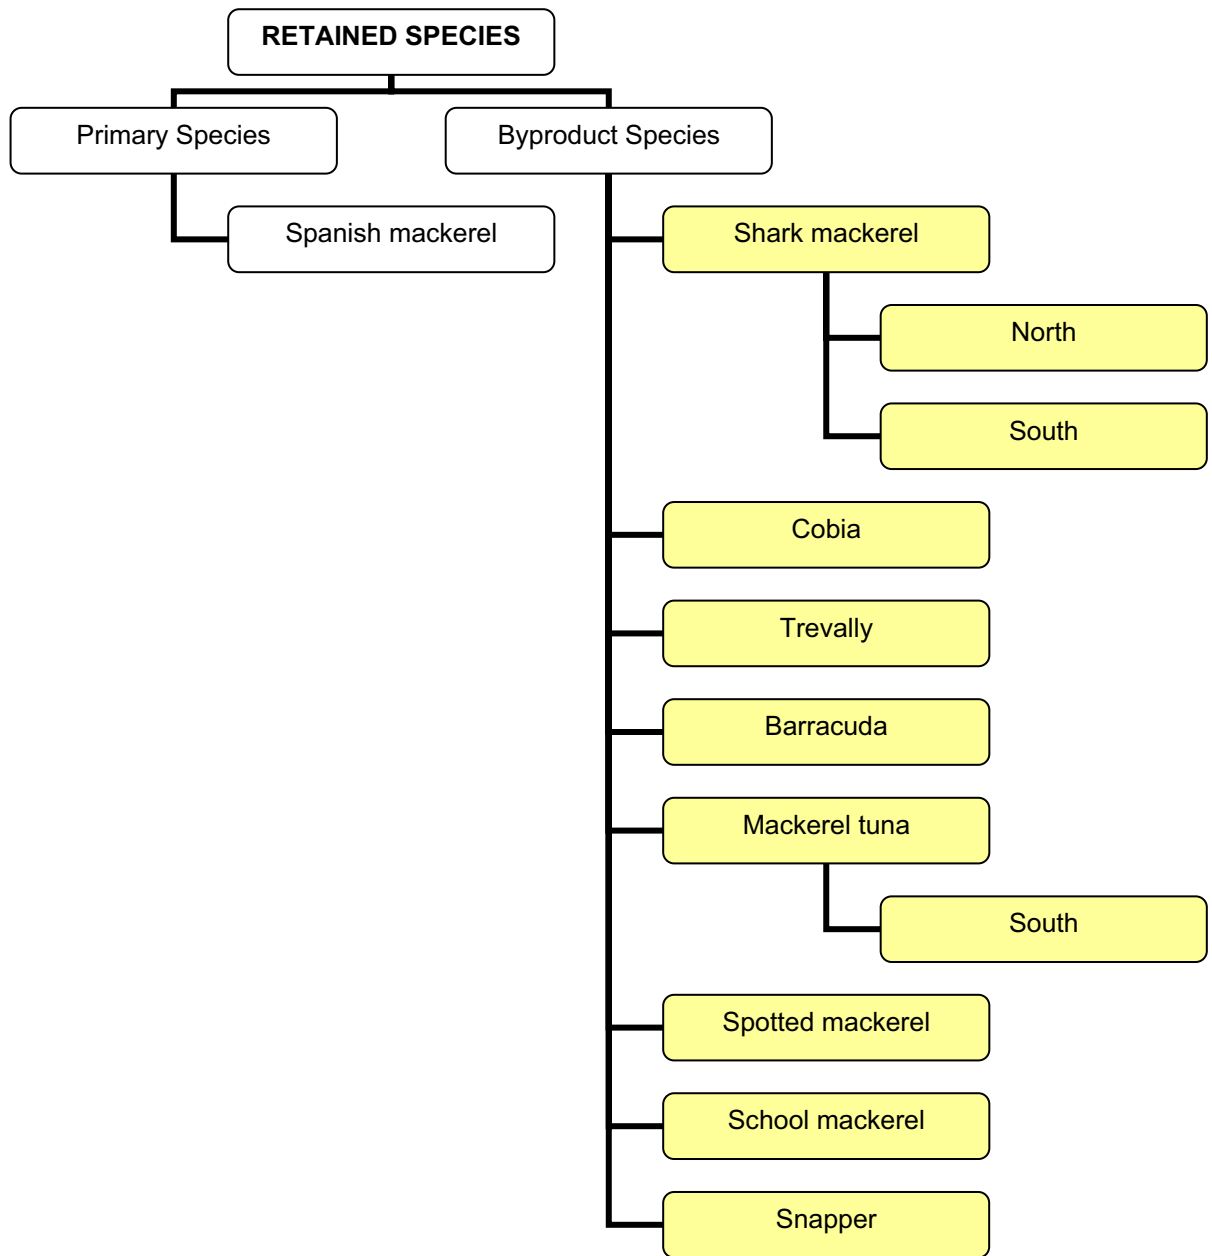 RETAINED SPECIES
Primary Species
Byproduct Species
Spanish mackerel
Shark mackerel
North
South
Cobia
Trevally
Barracuda
Mackerel tuna
South
Spotted mackerel
School mackerel
Snapper